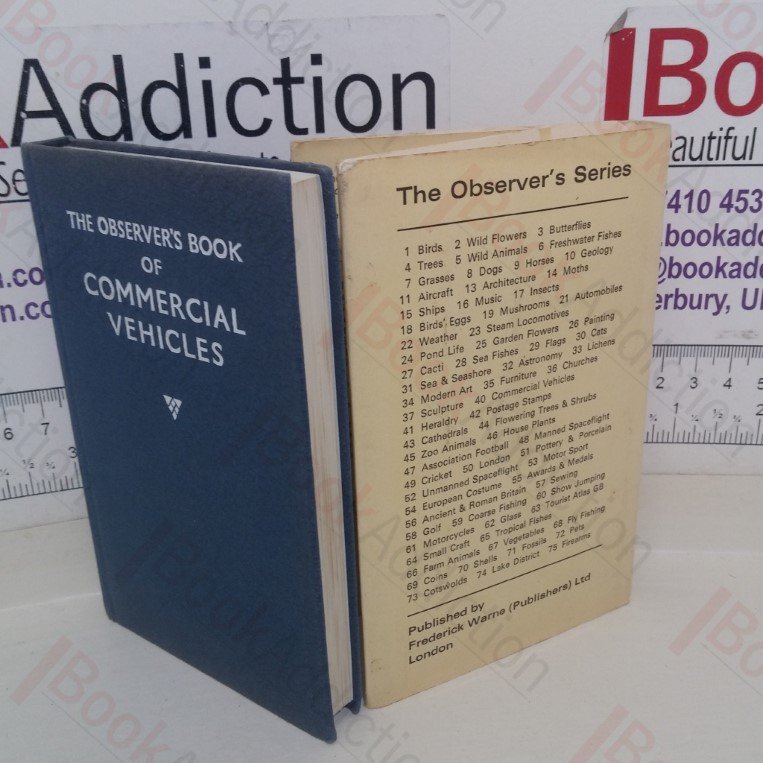 Addiction
Boo
eautiful
410 453
.bookadd
@bookadd
erbury, U
Se
n.co
n.con
THE OBSERVER'S BOOK
OF
COMMERCIAL
VEHICLES
The Observer's Series
1 Birds 2 Wild Flowers 3 Butterflies
4 Trees 5 Wild Animals 6 Freshwater Fishes
7 Grasses 8 Dogs 9 Horses 10 Geology
11 Aircraft 13 Architecture 14 Moths
15 Ships 16 Music 17 Insects
18 Birds' Eggs 19 Mushrooms 21 Automobiles
22 Weather 23 Steam Locomotives
24 Pond Life 25 Garden Flowers 26 Painting
27 Cacti 28 Sea Fishes 29 Flags 30 Cats
31 Sea & Seashore 32 Astronomy 33 Lichens
34 Modern Art 35 Furniture 36 Churches
37 Sculpture 40 Commercial Vehicles
41 Heraldry 42 Postage Stamps
43 Cathedrals 44 Flowering Trees & Shrubs
45 Zoo Animals 46 House Plants
47 Association Football 48 Manned Spaceflight
49 Cricket 50 London 51 Pottery & Porcelain
52 Unmanned Spaceflight 53 Motor Sport
54 European Costume 55 Awards & Medals
56 Ancient & Roman Britain 57 Sewing
58 Golf 59 Coarse Fishing 60 Show Jumping
61 Motorcycles 62 Glass 63 Tourist Atlas GB
64 Small Craft 65 Tropical Fishes
66 Farm Animals 67 Vegetables 68 Fly Fishing
69 Coins 70 Shells 71 Fossils 72 Pets
73 Cotswolds 74 Lake District 75 Firearms
Published by
Frederick Warne (Publishers) Ltd
London